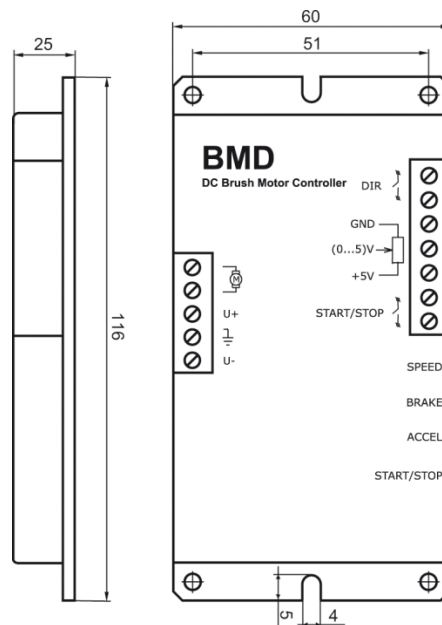 25
60
51
116
BMD
DC Brush Motor Controller
DIR
GND
(0...5)V
+5V
M
U+
START/STOP
U-
SPEED
BRAKE
ACCEL
START/STOP
5
4